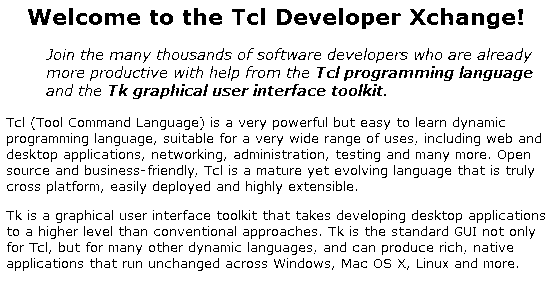 Welcome to the Tcl Developer Xchange!
Join the many thousands of software developers who are already
more productive with help from the Tcl programming language
and the Tk graphical user interface toolkit.
Tcl (Tool Command Language) is a very powerful but easy to learn dynamic
programming language, suitable for a very wide range of uses, including web and
desktop applications, networking, administration, testing and many more. Open
source and business-friendly, Tcl is a mature yet evolving language that is truly
cross platform, easily deployed and highly extensible.
Tk is a graphical user interface toolkit that takes developing desktop applications
to a higher level than conventional approaches. Tk is the standard GUI not only
for Tcl, but for many other dynamic languages, and can produce rich, native
applications that run unchanged across Windows, Mac OS X, Linux and more.